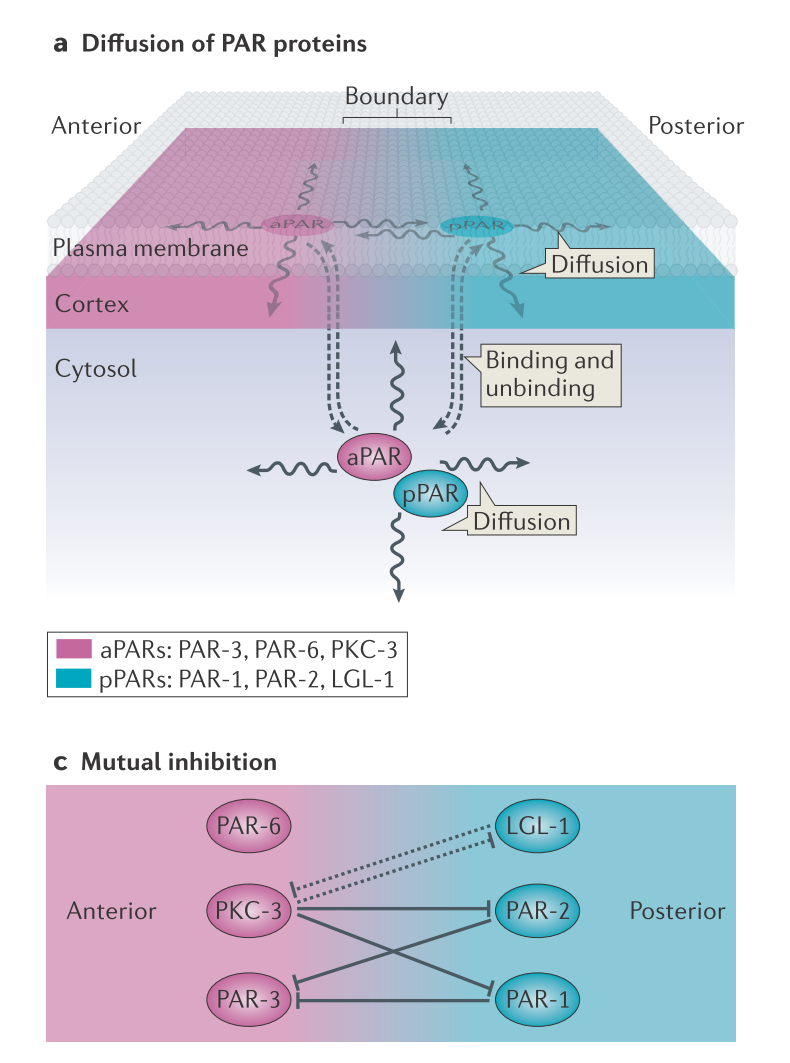 a Diffusion of PAR proteins
Boundary
Anterior
Posterior
aPAR
pPAR
Plasma membrane
Diffusion
Cortex
Cytosol
Binding and
unbinding
aPAR
pPAR
Diffusion
aPARs: PAR-3, PAR-6, PKC-3
pPARs: PAR-1, PAR-2, LGL-1
c Mutual inhibition
PAR-6
LGL-1
Anterior
PKC-3
PAR-2
Posterior
PAR-3
PAR-1